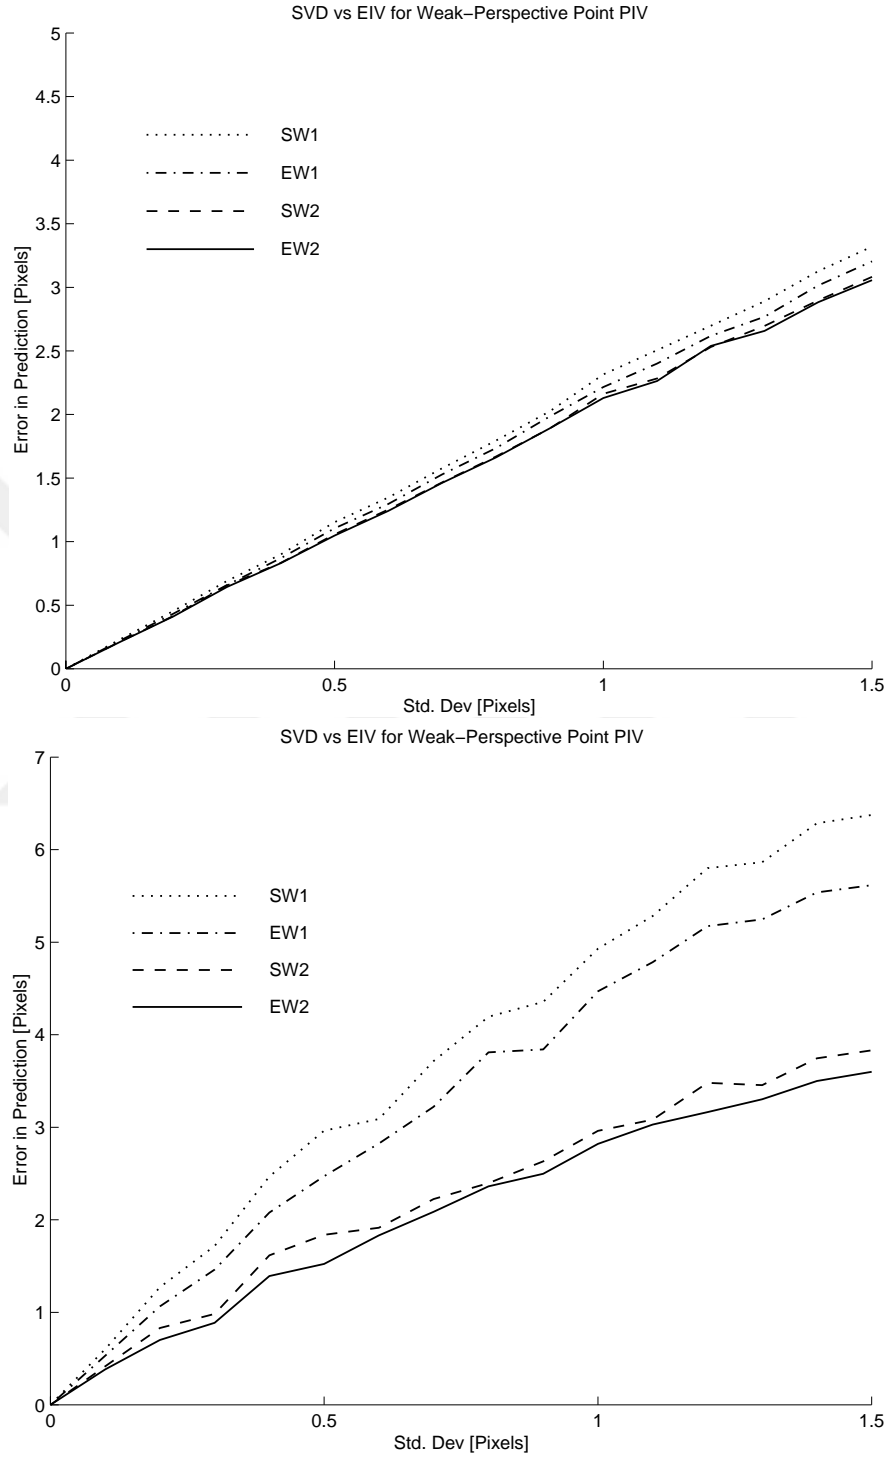 SVD vs EIV for Weak−Perspective Point PIV
5
4.5
4
3.5
3
2.5
2
1.5
1
0.5
0
Error in Prediction [Pixels]
SW1
EW1
SW2
EW2
0
0.5
1
1.5
Std. Dev [Pixels]
SVD vs EIV for Weak−Perspective Point PIV
7
6
5
4
3
2
1
0
Error in Prediction [Pixels]
SW1
EW1
SW2
EW2
0
0.5
1
1.5
Std. Dev [Pixels]